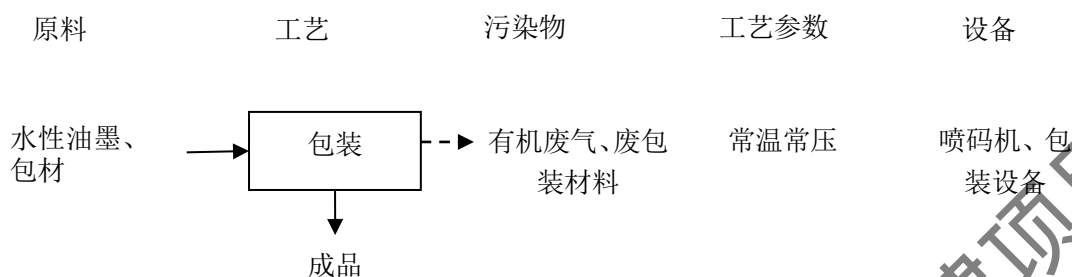 原料 工艺 污染物 工艺参数 设备
水性油墨、 包装 有机废气、废包 常温常压 喷码机、包
包材 装材料 装设备
成品
建项